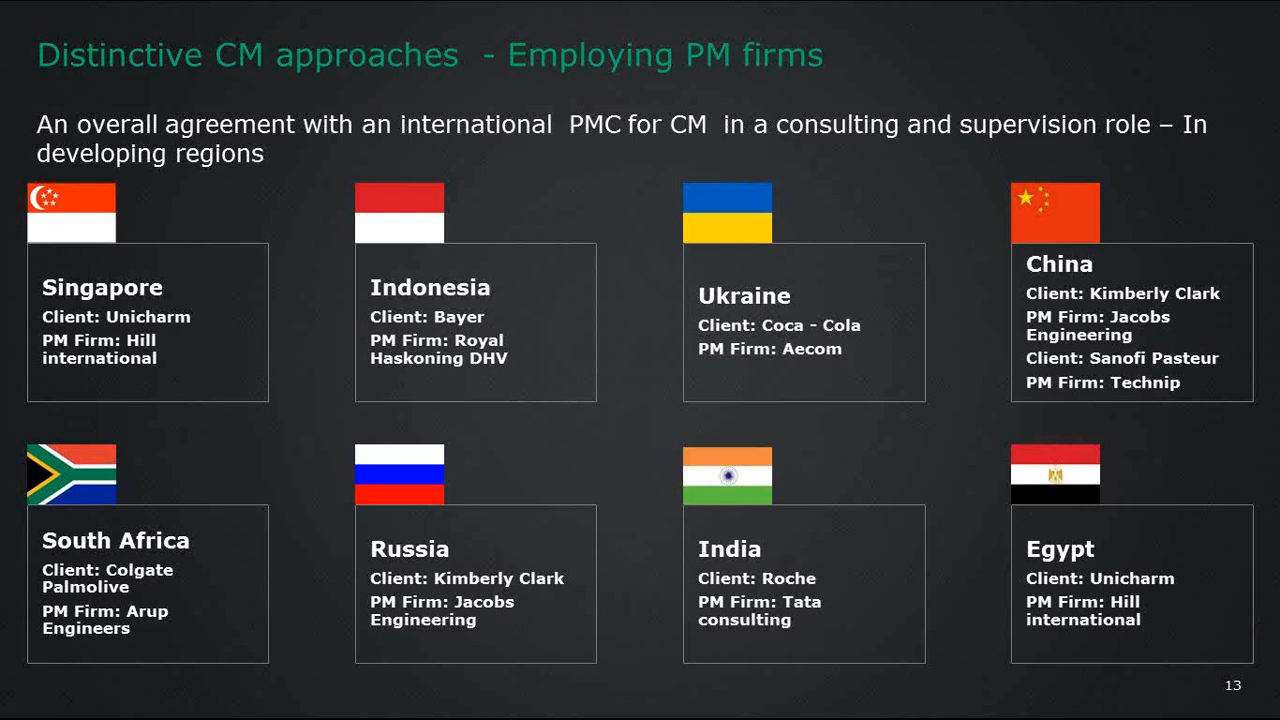 Distinctive CM approaches - Employing PM firms
An overall agreement with an international PMC for CM in a consulting and supervision role – In
developing regions
Singapore
Client: Unicharm
PM Firm: Hill
international
Indonesia
Client: Bayer
PM Firm: Royal
Haskoning DHV
Ukraine
Client: Coca - Cola
PM Firm: Aecom
China
Client: Kimberly Clark
PM Firm: Jacobs
Engineering
Client: Sanofi Pasteur
PM Firm: Technip
South Africa
Client: Colgate
Palmolive
PM Firm: Arup
Engineers
Russia
Client: Kimberly Clark
PM Firm: Jacobs
Engineering
India
Client: Roche
PM Firm: Tata
consulting
Egypt
Client: Unicharm
PM Firm: Hill
international
13